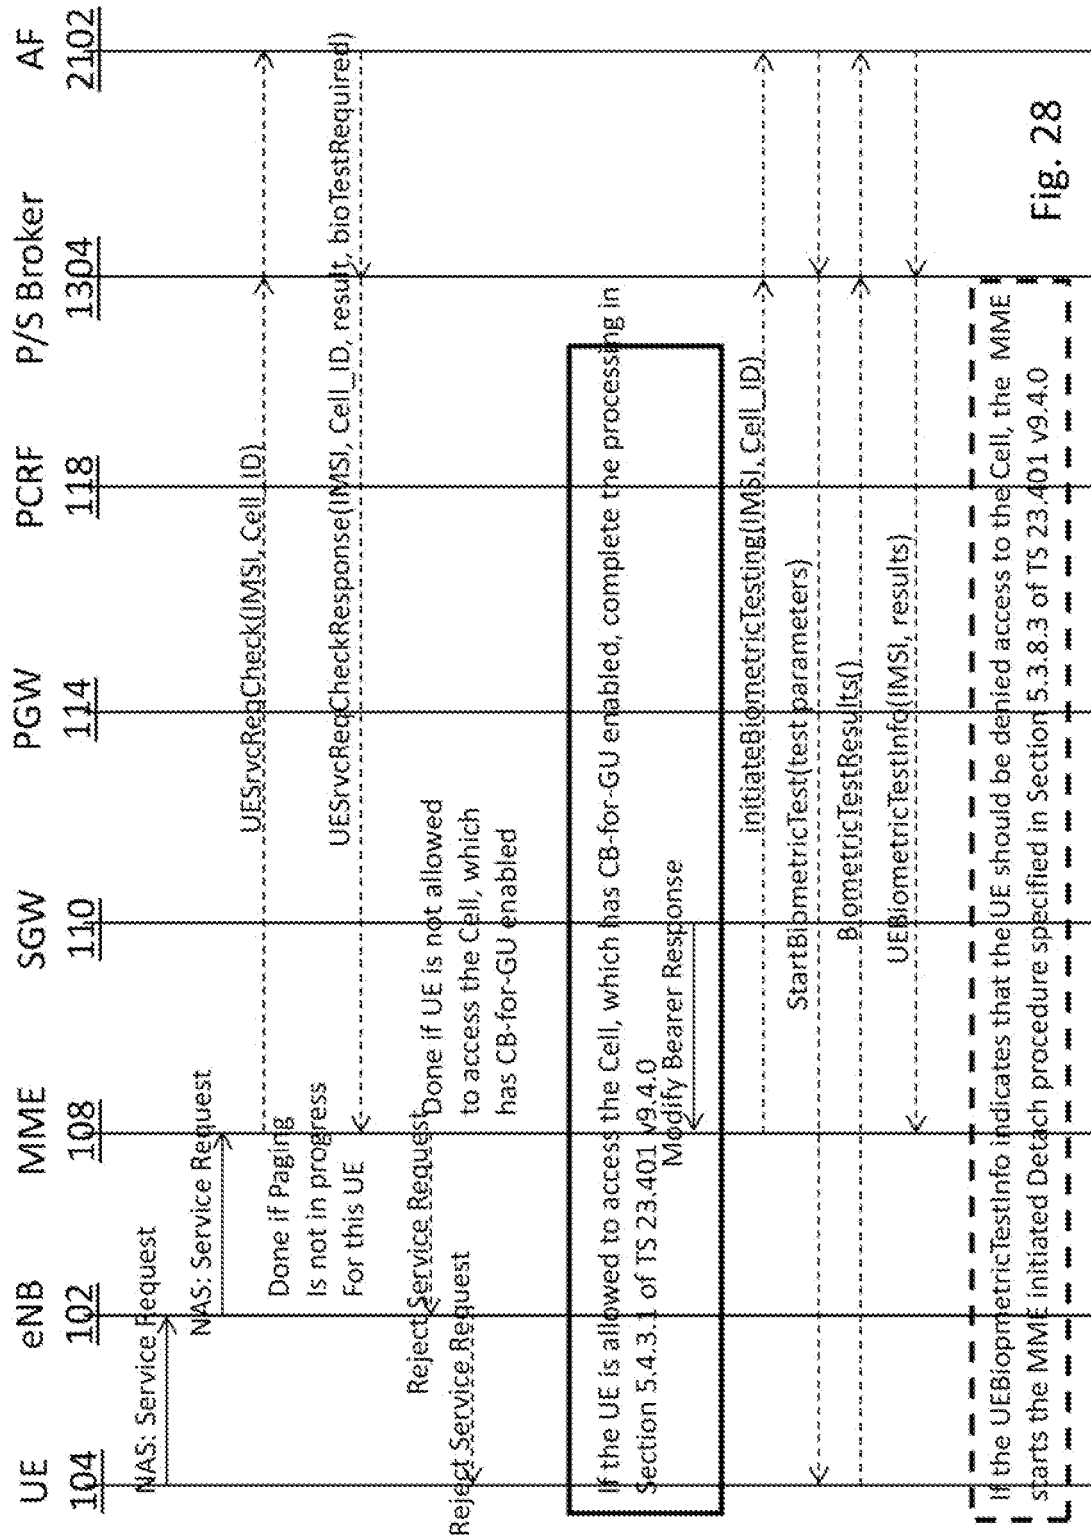 UE
eNB
MME
SGW
PGW
PCRF
P/S Broker
AF
104
102
108
110
114
118
1304
2102
NAS: Service Request
NAS: Service Request
UESrvcReqCheck(IMSI, Cell_ID)
Done if Paging
Is not in progress
For this UE
UESrvcReqCheckResponse(IMSI, Cell_ID, result, bioTestRequired)
Reject Service Request
Done if UE is not allowed
to access the Cell, which
has CB-for-GU enabled
Reject Service Request
If the UE is allowed to access the Cell, which has CB-for-GU enabled, complete the processing in
Section 5.4.3.1 of TS 23.401 v9.4.0
Modify Bearer Response
initiateBiometricTesting(IMSI, Cell_ID)
StartBiometricTest(test parameters)
BiometricTestResults()
UEBiometricTestInfo(IMSI, results)
If the UEBiopmetricTestInfo indicates that the UE should be denied access to the Cell, the MME
starts the MME initiated Detach procedure specified in Section 5.3.8.3 of TS 23.401 v9.4.0
Fig. 28